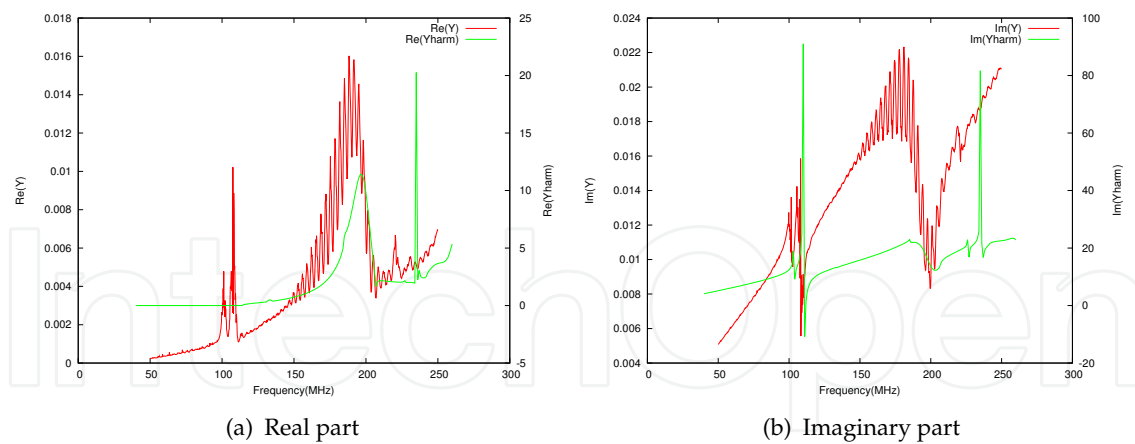 Re(Y)
Re(Yharm)
0.018
0.016
0.014
0.012
0.01
0.008
0.006
0.004
0.002
0
Re(Y)
25
20
15
10
5
0
-5
Re(Yharm)
0 50 100 150 200 250 300
Frequency(MHz)
(a) Real part
Im(Y)
Im(Yharm)
0.024
0.022
0.02
0.018
0.016
0.014
0.012
0.01
0.008
0.006
0.004
Im(Y)
100
80
60
40
20
0
-20
Im(Yharm)
0 50 100 150 200 250 300
Frequency(MHz)
(b) Imaginary part
IntechOpen